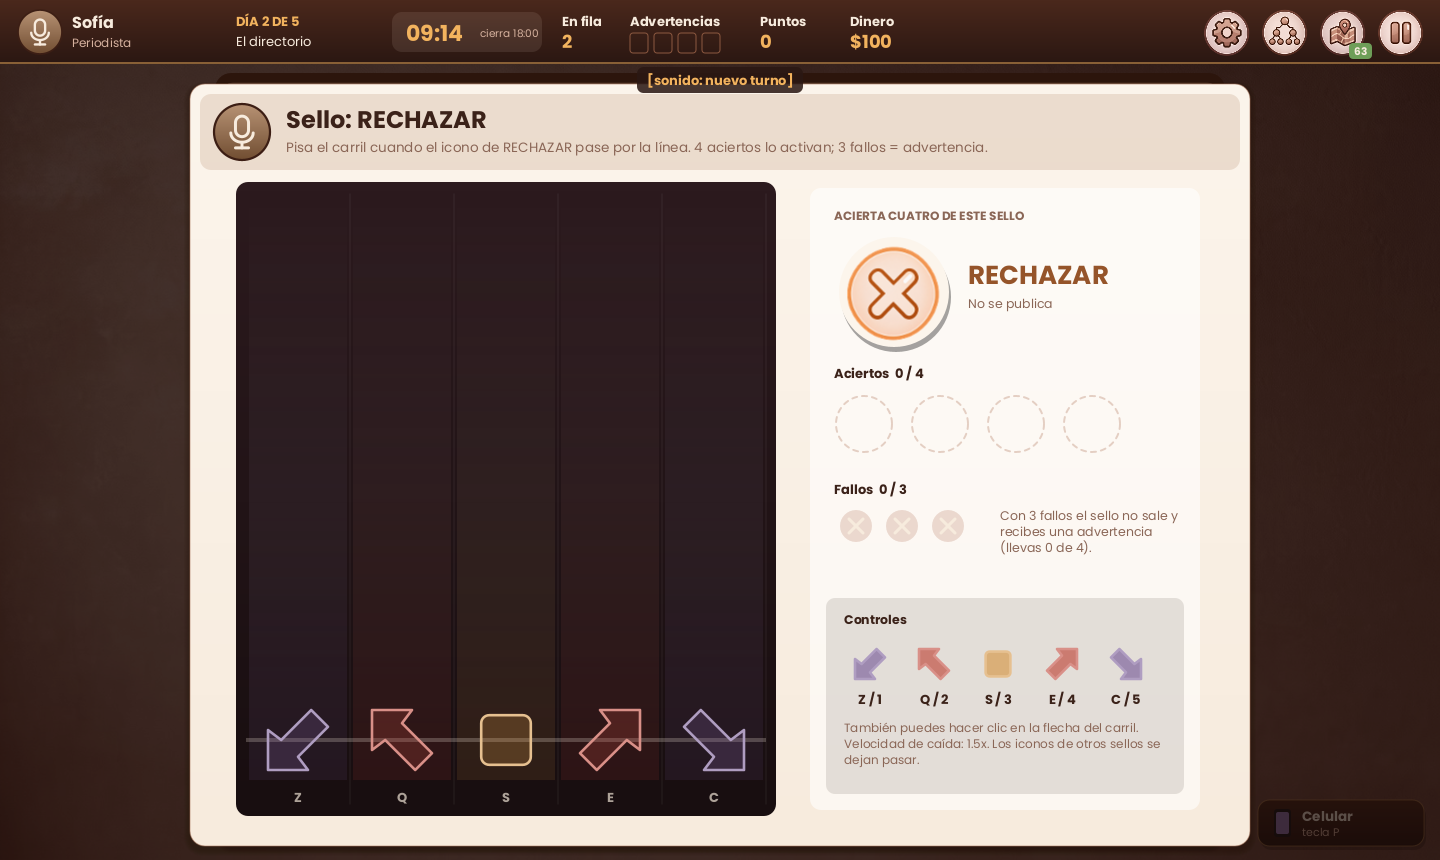 Sofía
Periodista
DÍA 2 DE 5
El directorio
09:14
cierra 18:00
En fila
2
Advertencias
Puntos
0
Dinero
$100
63
[sonido: nuevo turno]
Sello: RECHAZAR
Pisa el carril cuando el icono de RECHAZAR pase por la línea. 4 aciertos lo activan; 3 fallos = advertencia.
ACIERTA CUATRO DE ESTE SELLO
RECHAZAR
No se publica
Aciertos 0 / 4
Fallos 0 / 3
Con 3 fallos el sello no sale y
recibes una advertencia
(llevas 0 de 4).
Controles
Z / 1
Q / 2
S / 3
E / 4
C / 5
También puedes hacer clic en la flecha del carril.
Velocidad de caída: 1.5x. Los iconos de otros sellos se
dejan pasar.
Z
Q
S
E
C
Celular
tecla P